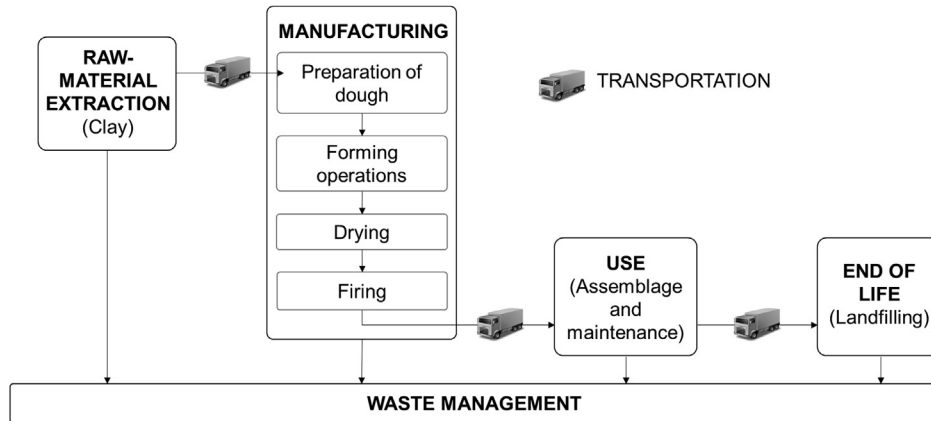 RAW-
MATERIAL
EXTRACTION
(Clay)
MANUFACTURING
Preparation of
dough
Forming
operations
Drying
Firing
TRANSPORTATION
USE
(Assemblage
and
maintenance)
END OF
LIFE
(Landfilling)
WASTE MANAGEMENT